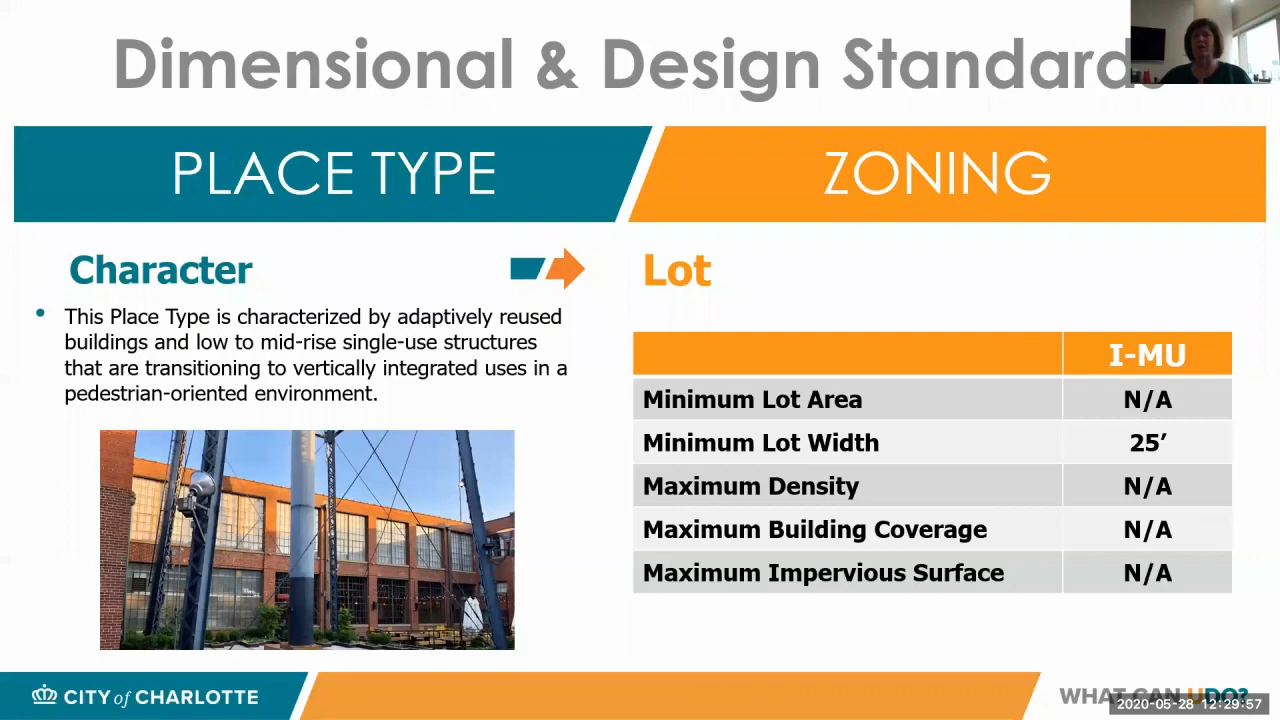 Dimensional & Design Standards
PLACE TYPE
ZONING
Character
• This Place Type is characterized by adaptively reused
buildings and low to mid-rise single-use structures
that are transitioning to vertically integrated uses in a
pedestrian-oriented environment.
Lot
I-MU
Minimum Lot Area N/A
Minimum Lot Width 25’
Maximum Density N/A
Maximum Building Coverage N/A
Maximum Impervious Surface N/A
CITY of CHARLOTTE
WHAT CAN UDO?
2020-05-28 12:29:57